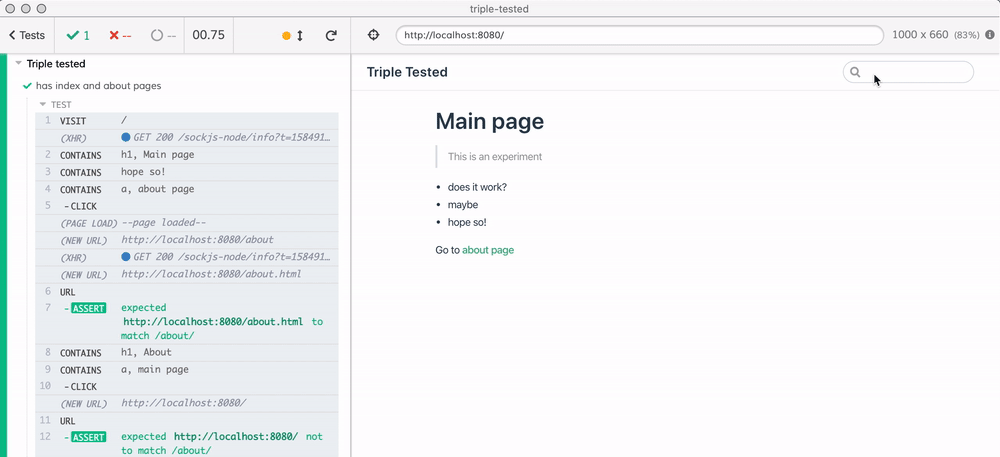 triple-tested
Tests 1 -- -- 00.75 http://localhost:8080/ 1000 x 660 (83%)
Triple tested
has index and about pages
TEST
1 VISIT /
(XHR) GET 200 /sockjs-node/info?t=158491…
2 CONTAINS h1, Main page
3 CONTAINS hope so!
4 CONTAINS a, about page
5 -CLICK
(PAGE LOAD) --page loaded--
(NEW URL) http://localhost:8080/about
(XHR) GET 200 /sockjs-node/info?t=158491…
(NEW URL) http://localhost:8080/about.html
6 URL
7 -ASSERT expected
http://localhost:8080/about.html to
match /about/
8 CONTAINS h1, About
9 CONTAINS a, main page
10 -CLICK
(NEW URL) http://localhost:8080/
11 URL
12 -ASSERT expected http://localhost:8080/ not
to match /about/
Triple Tested
Main page
This is an experiment
• does it work?
• maybe
• hope so!
Go to about page